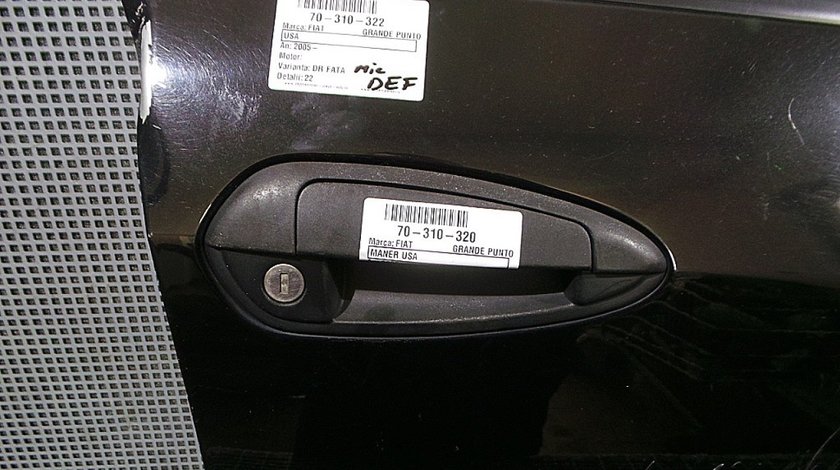 70-310-322
Marca: FIAT GRANDE PUNTO
USA
An: 2005-
Motor:
Varianta: DR FATA
Detalii: 22
Mic
DEF
70-310-320
Marca: FIAT GRANDE PUNTO
MANER USA